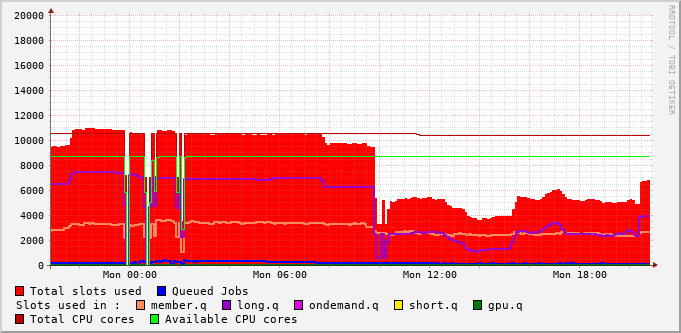 20000
18000
16000
14000
12000
10000
8000
6000
4000
2000
0
Mon 00:00 Mon 06:00 Mon 12:00 Mon 18:00
RRDTOOL / TOBI OETIKER
Total slots used Queued Jobs
Slots used in : member.q long.q ondemand.q short.q gpu.q
Total CPU cores Available CPU cores